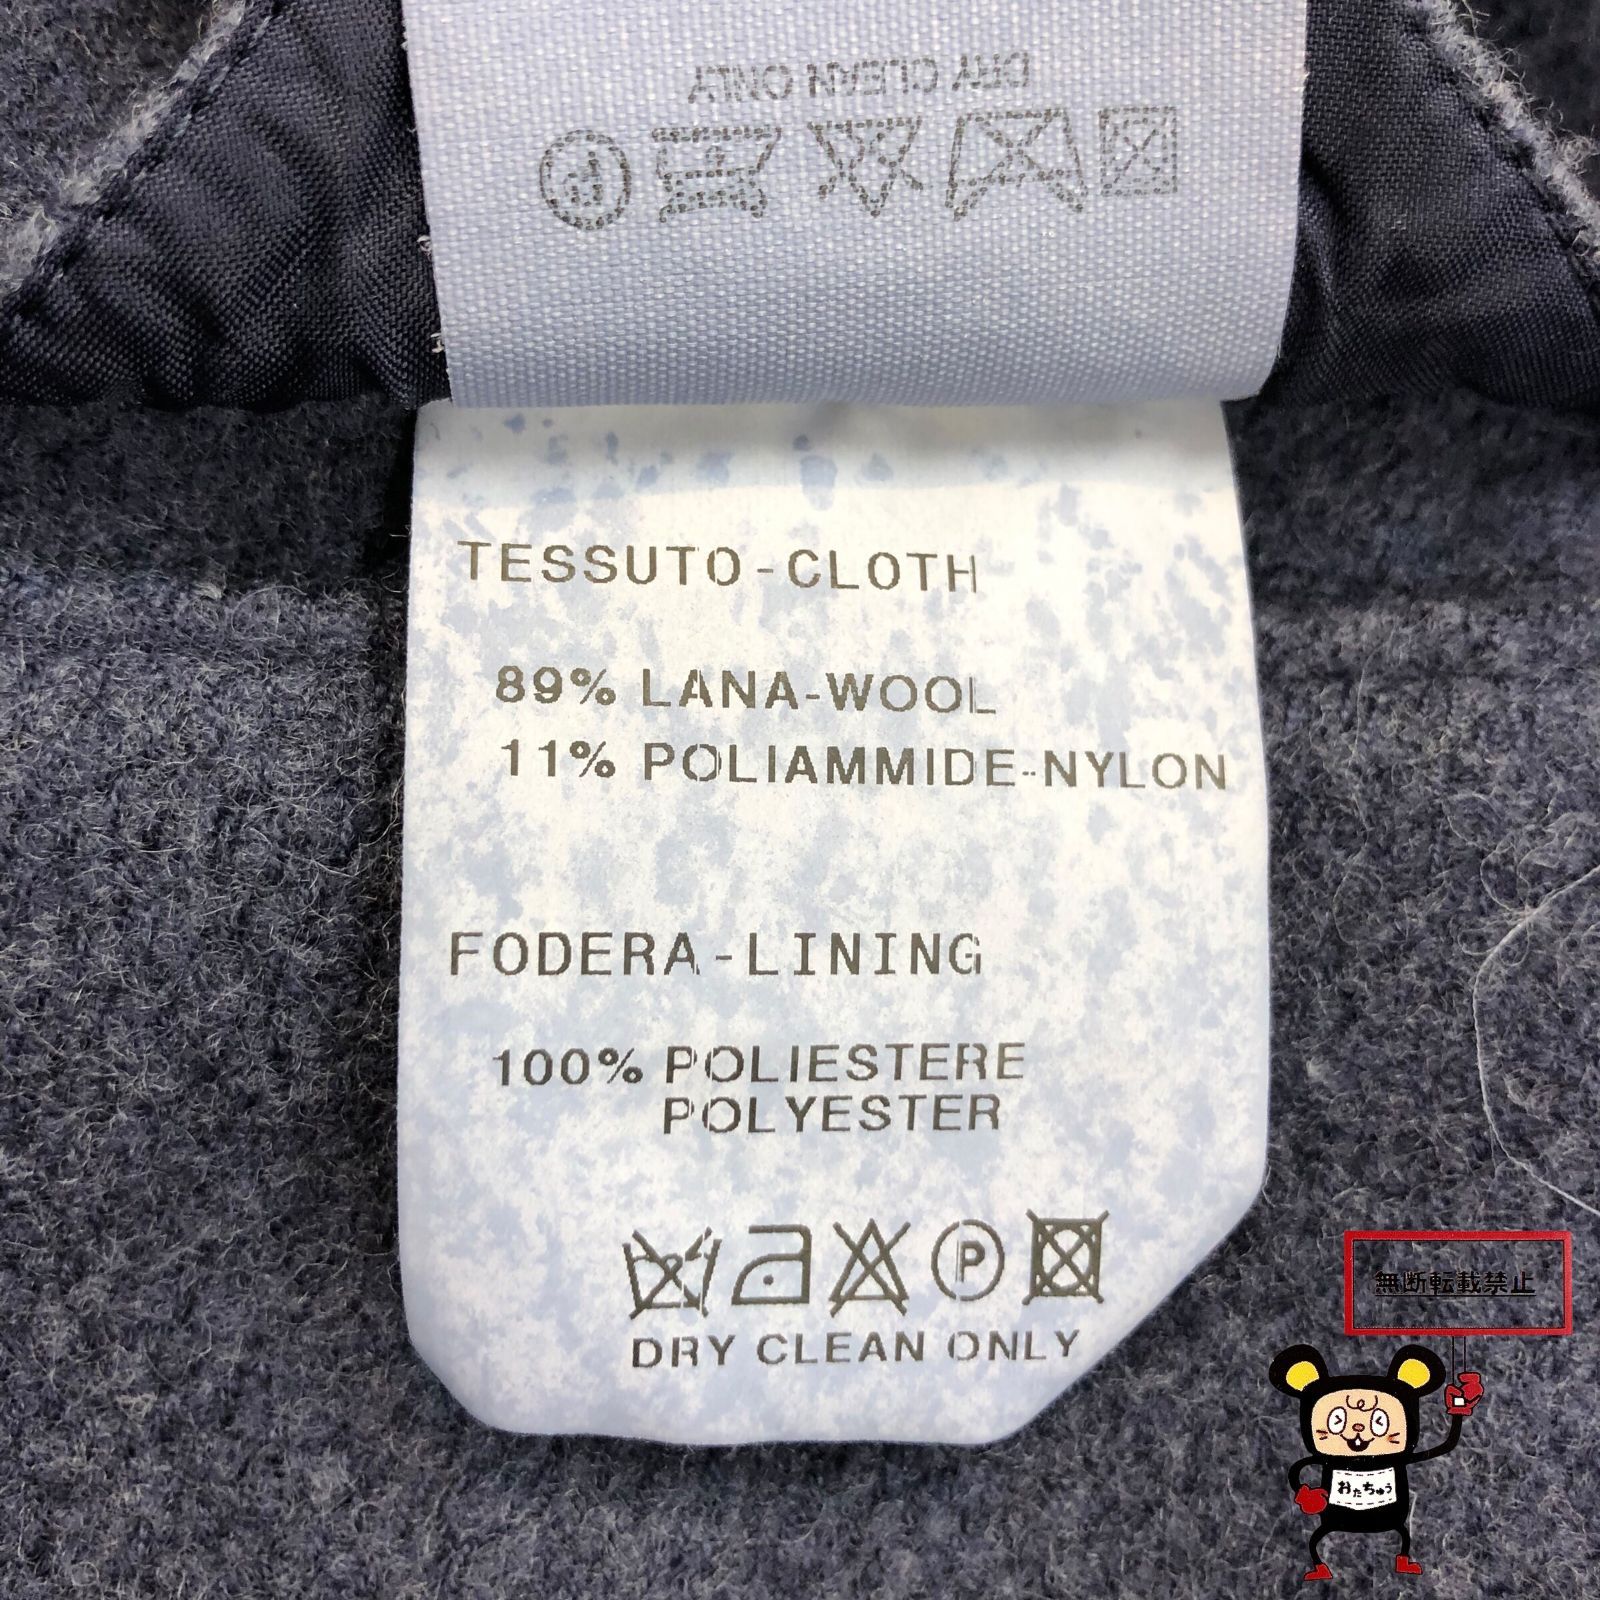 DRY CLEAN ONLY
TESSUTO-CLOTH
89% LANA-WOOL
11% POLIAMMIDE-NYLON
FODERA-LINING
100% POLIESTERE
POLYESTER
P
DRY CLEAN ONLY
無断転載禁止
おたちゅう